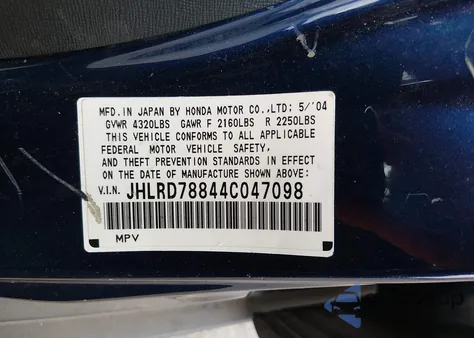 MFD. IN JAPAN BY HONDA MOTOR CO.,LTD; 5/'04
GVWR 4320LBS GAWR F 2160LBS R 2250LBS
THIS VEHICLE CONFORMS TO ALL APPLICABLE
FEDERAL MOTOR VEHICLE SAFETY,
AND THEFT PREVENTION STANDARDS IN EFFECT
ON THE DATE OF MANUFACTURE SHOWN ABOVE:
V.I.N. JHLRD78844C047098
MPV